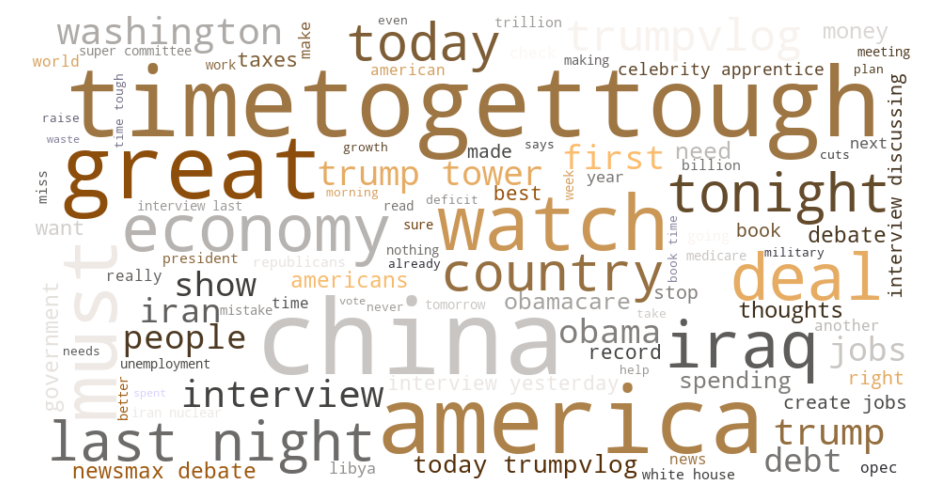 even
trillion
washington
today
trumpvlog
money
super committee
make
check
making
meeting
world
work
taxes
american
celebrity apprentice
plan
timetogettough
time tough
raise
waste
growth
made
says
first
need
cuts
next
great
trump tower
year
billion
interview discussing
miss
morning
best
week
tonight
interview last
read
deficit
want
economy
sure
watch
book time
going
book
debate
president
republicans
nothing
already
medicare
military
must
really
show
americans
country
stop
deal
government
iran
mistake
time
vote
never
tomorrow
obamacare
take
thoughts
another
people
china
obama
iraq
jobs
needs
unemployment
record
help
better
spent
interview
interview yesterday
spending
right
iran nuclear
create jobs
last night
america
trump
newsmax debate
libya
today trumpvlog
news
white house
debt
opec